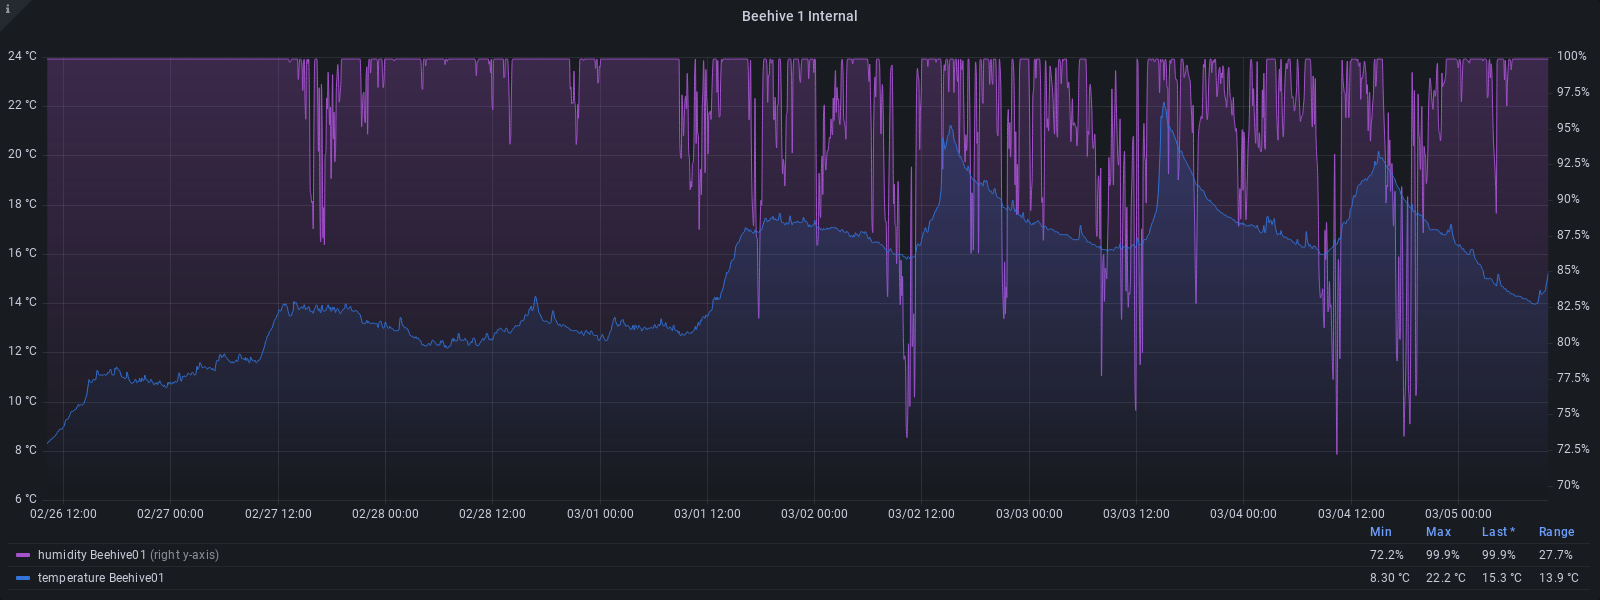 i
Beehive 1 Internal
24 °C 100%
22 °C 97.5%
20 °C 95%
18 °C 92.5%
16 °C 90%
14 °C 87.5%
12 °C 85%
10 °C 82.5%
8 °C 80%
6 °C 77.5%
75%
72.5%
70%
02/26 12:00 02/27 00:00 02/27 12:00 02/28 00:00 02/28 12:00 03/01 00:00 03/01 12:00 03/02 00:00 03/02 12:00 03/03 00:00 03/03 12:00 03/04 00:00 03/04 12:00 03/05 00:00
Min Max Last * Range
humidity Beehive01 (right y-axis) 72.2% 99.9% 99.9% 27.7%
temperature Beehive01 8.30 °C 22.2 °C 15.3 °C 13.9 °C